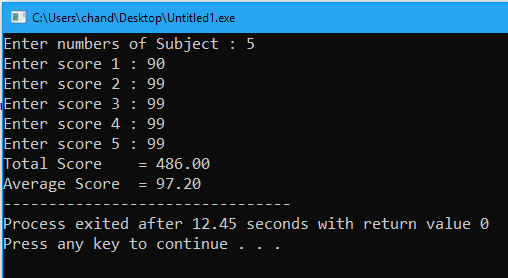 C:\Users\chand\Desktop\Untitled1.exe
Enter numbers of Subject : 5
Enter score 1 : 90
Enter score 2 : 99
Enter score 3 : 99
Enter score 4 : 99
Enter score 5 : 99
Total Score    = 486.00
Average Score  = 97.20
--------------------------------
Process exited after 12.45 seconds with return value 0
Press any key to continue . . .